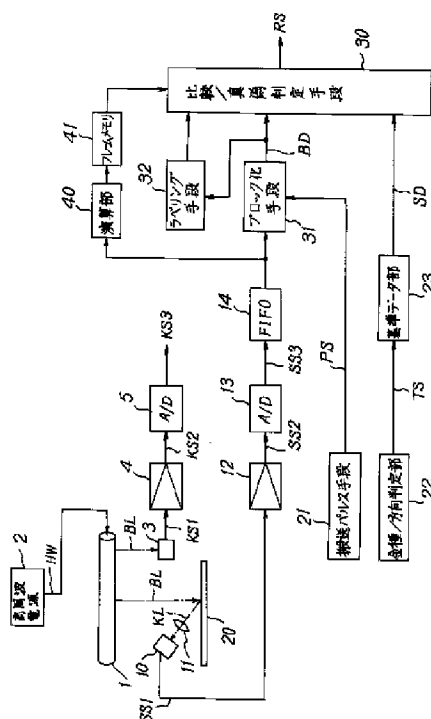 2
高周波
電源
HW
1
BL
3
KS1
4
KS2
5
A/D
KS3
BL
KL
10
11
20
SS1
12
SS2
13
A/D
SS3
14
FIFO
40
演算部
41
フレームメモリ
32
ラベリング
手段
ブロック化
手段
31
BD
比較/真偽判定手段
30
RS
21
搬送パルス手段
PS
22
金種/方向判定部
TS
23
基準データ部
SD